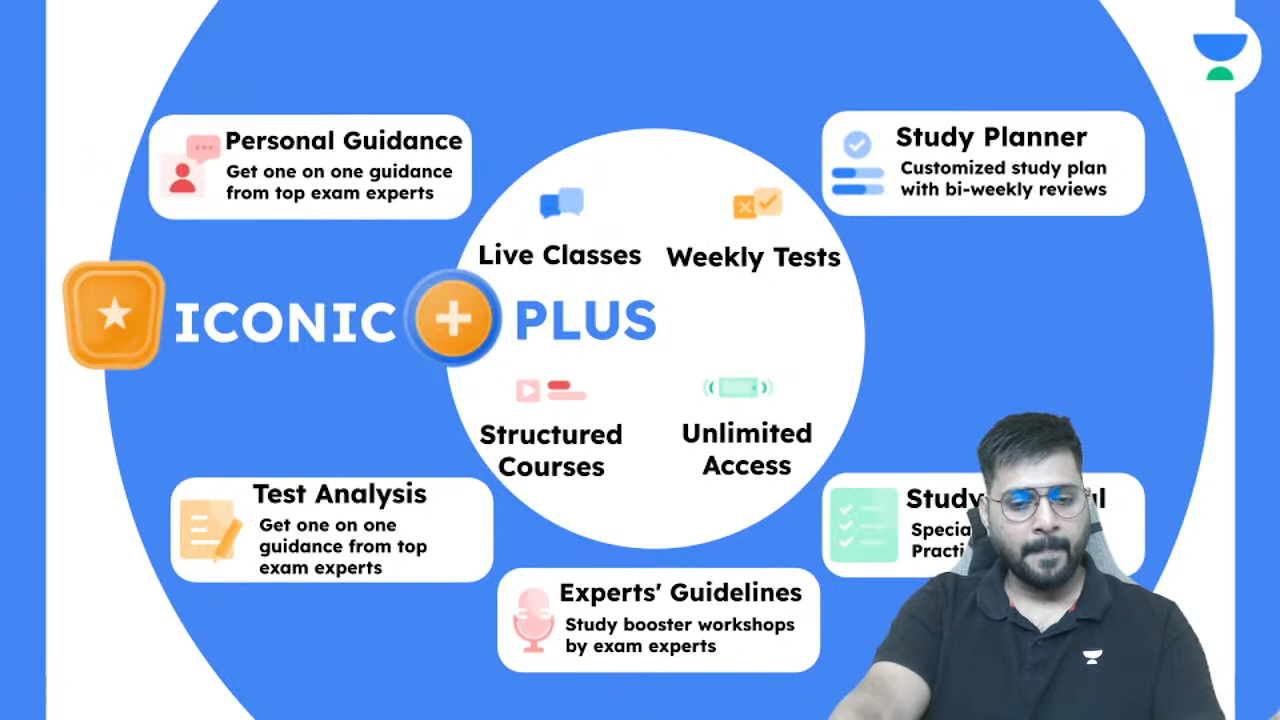 Personal Guidance
Get one on one guidance
from top exam experts
Study Planner
Customized study plan
with bi-weekly reviews
Live Classes
Weekly Tests
ICONIC
PLUS
Structured
Courses
Unlimited
Access
Test Analysis
Get one on one
guidance from top
exam experts
Study
Experts' Guidelines
Study booster workshops
by exam experts